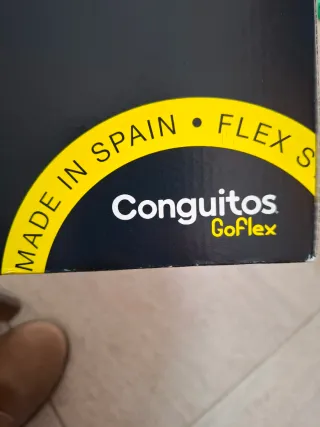 MADE IN SPAIN • FLEX S
Conguitos
Goflex